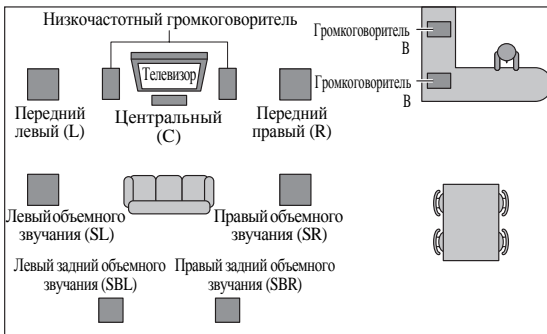 Низкочастотный громкоговоритель
Громкоговоритель
B
Телевизор
Громкоговоритель
B
Передний
левый (L)
Центральный
(C)
Передний
правый (R)
Левый объемного
звучания (SL)
Правый объемного
звучания (SR)
Левый задний объемного
звучания (SBL)
Правый задний объемного
звучания (SBR)